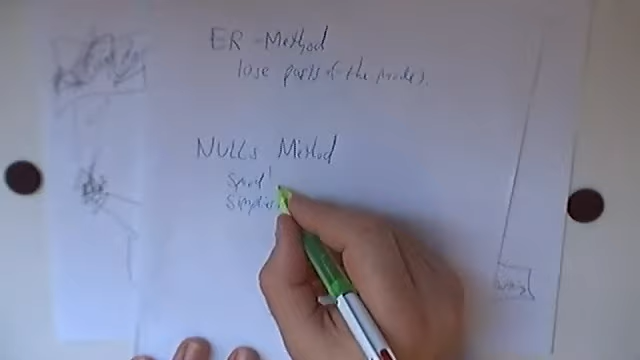 ER-Method
lose parts of the model.
NULLs Method
Speed!
Simplici